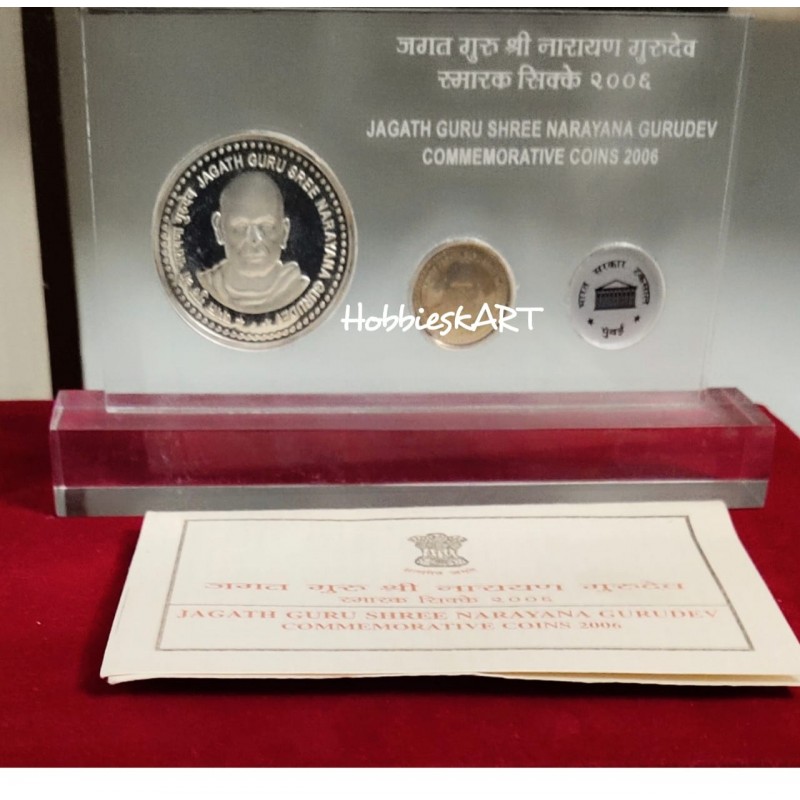 जगत गुरु श्री नारायण गुरुदेव
स्मारक सिक्के २००६
JAGATH GURU SHREE NARAYANA GURUDEV
COMMEMORATIVE COINS 2006
JAGATH GURU SREE NARAYANA GURUDEV
HobbieskART
भारत सरकार टकसाल
मुंबई
जगत गुरु श्री नारायण गुरुदेव
स्मारक सिक्के २००६
JAGATH GURU SHREE NARAYANA GURUDEV
COMMEMORATIVE COINS 2006